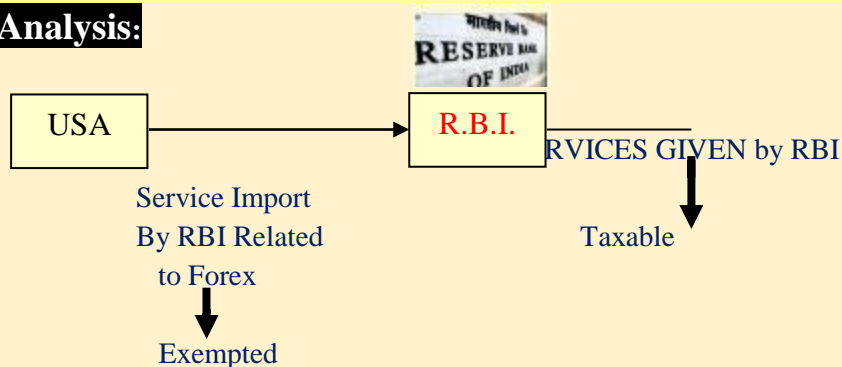 Analysis:
RESERVE BANK
OF INDIA
USA
R.B.I.
RVICES GIVEN by RBI
Service Import
By RBI Related
to Forex
Taxable
Exempted